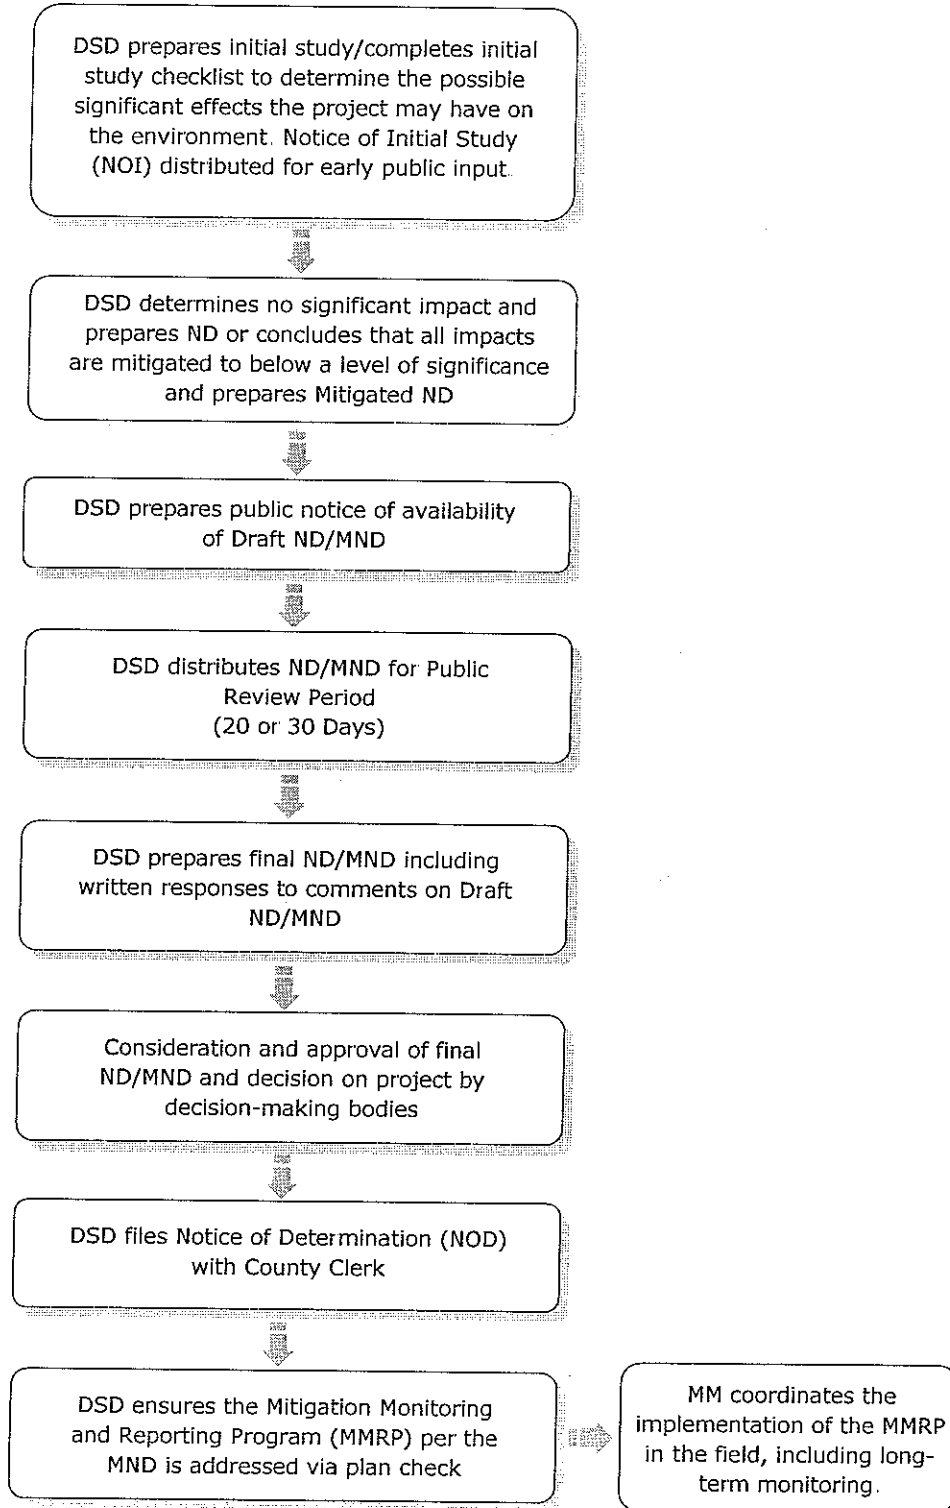 DSD prepares initial study/completes initial
study checklist to determine the possible
significant effects the project may have on
the environment. Notice of Initial Study
(NOI) distributed for early public input.
DSD determines no significant impact and
prepares ND or concludes that all impacts
are mitigated to below a level of significance
and prepares Mitigated ND
DSD prepares public notice of availability
of Draft ND/MND
DSD distributes ND/MND for Public
Review Period
(20 or 30 Days)
DSD prepares final ND/MND including
written responses to comments on Draft
ND/MND
Consideration and approval of final
ND/MND and decision on project by
decision-making bodies
DSD files Notice of Determination (NOD)
with County Clerk
DSD ensures the Mitigation Monitoring
and Reporting Program (MMRP) per the
MND is addressed via plan check
MM coordinates the
implementation of the MMRP
in the field, including long-
term monitoring.